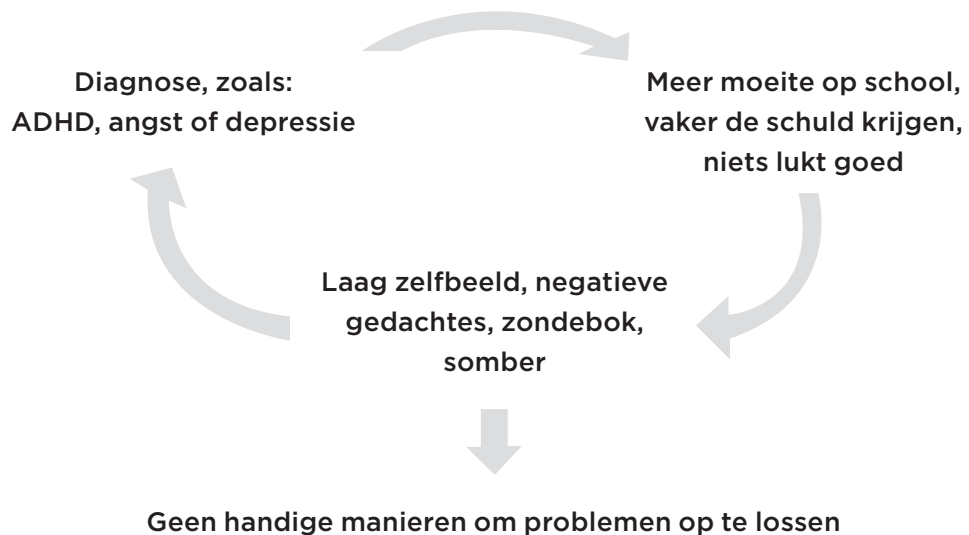 Diagnose, zoals:
ADHD, angst of depressie
Meer moeite op school,
vaker de schuld krijgen,
niets lukt goed
Laag zelfbeeld, negatieve
gedachtes, zondebok,
somber
Geen handige manieren om problemen op te lossen